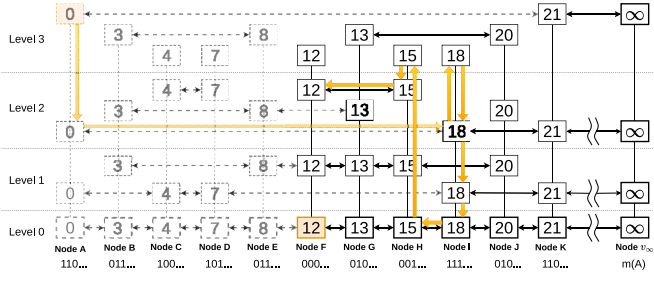 0 21 ∞
Level 3 3 8 13 20
4 7 12 15 18
4 7 12 15
Level 2 3 8 13 20
0 18 21 ∞
3 8 12 13 15 20
Level 1
0 4 7 18 21 ∞
Level 0 0 3 4 7 8 12 13 15 18 20 21 ∞
Node A Node B Node C Node D Node E Node F Node G Node H Node I Node J Node K Node v∞
110... 011... 100... 101... 011... 000... 010... 001... 111... 010... 110... m(A)